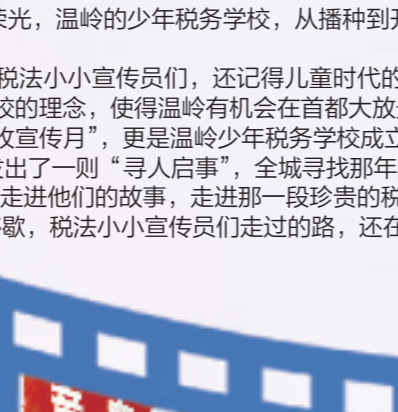 荣光，温岭的少年税务学校，从播种到开
税法小小宣传员们，还记得儿童时代的
校的理念，使得温岭有机会在首都大放
收宣传月”，更是温岭少年税务学校成立
发出了一则“寻人启事”，全城寻找那年
走进他们的故事，走进那一段珍贵的税
歇，税法小小宣传员们走过的路，还在